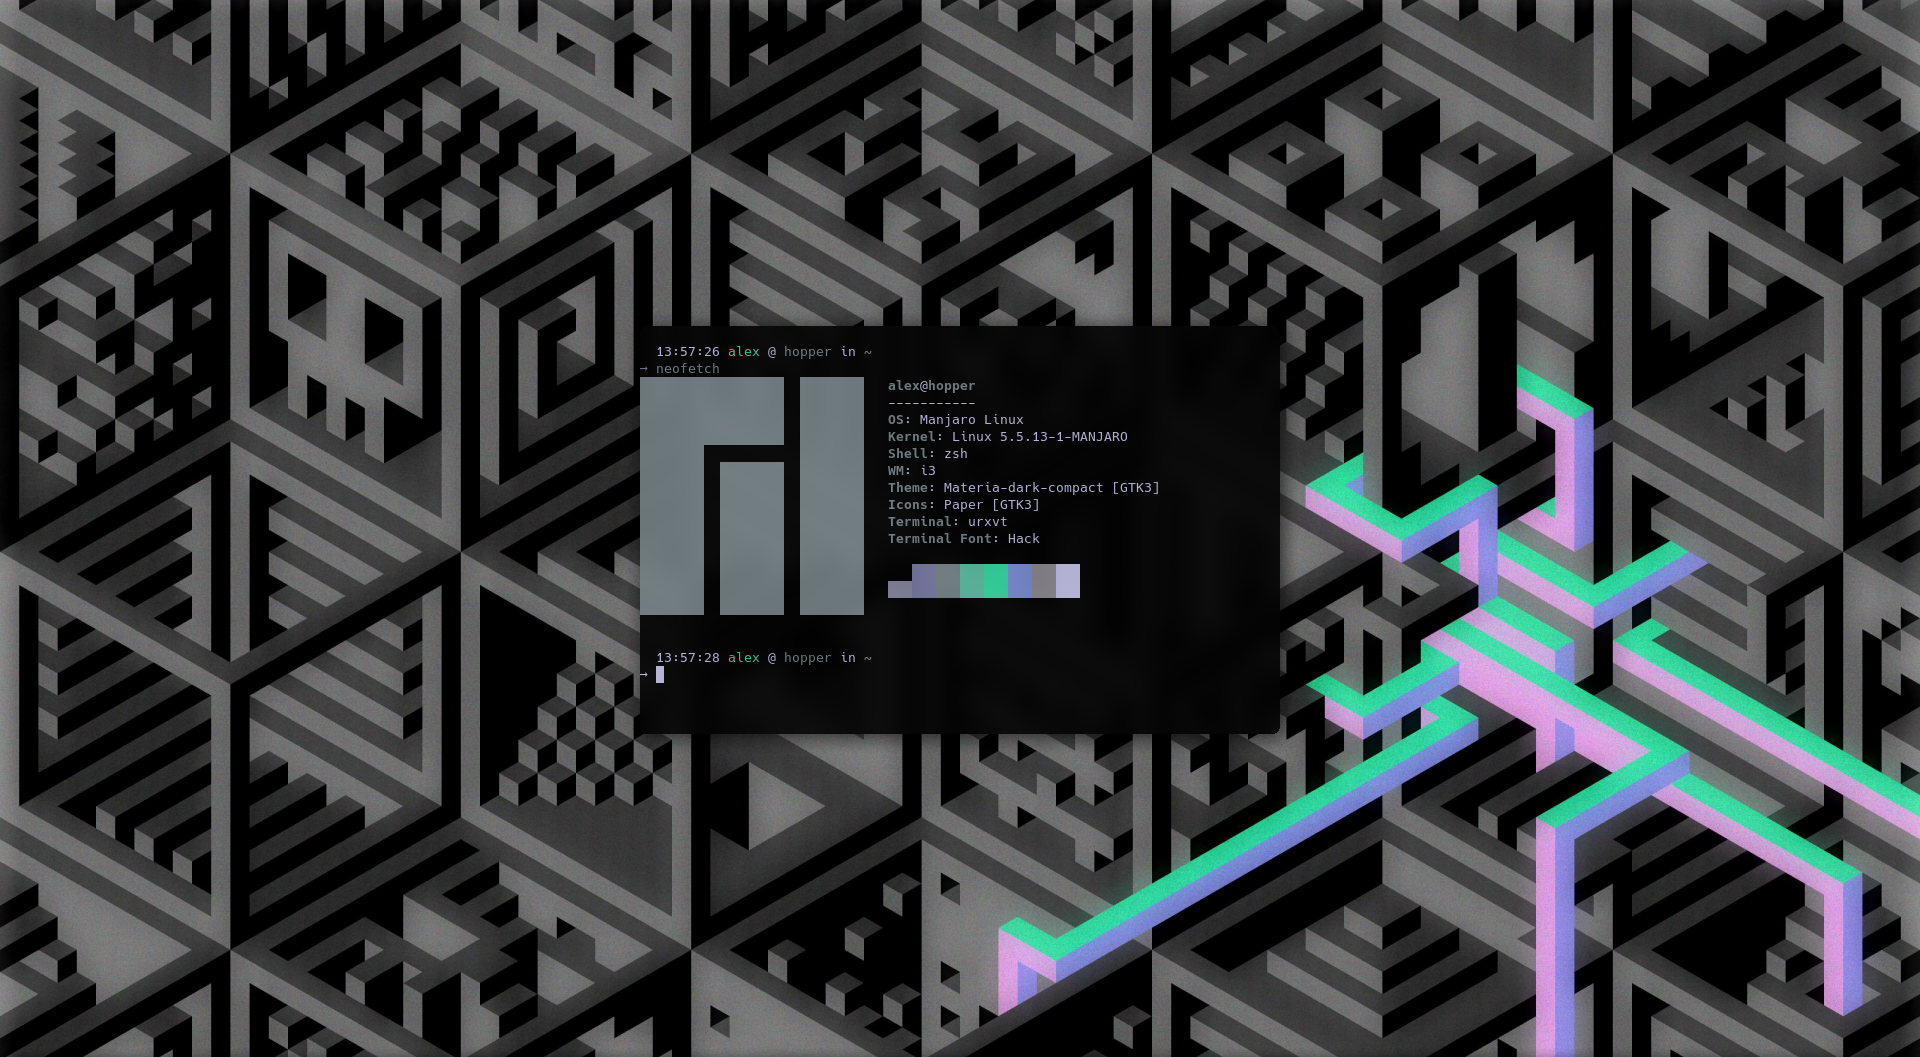 13:57:26 alex @ hopper in ~
→ neofetch
alex@hopper
-----------
OS: Manjaro Linux
Kernel: Linux 5.5.13-1-MANJARO
Shell: zsh
WM: i3
Theme: Materia-dark-compact [GTK3]
Icons: Paper [GTK3]
Terminal: urxvt
Terminal Font: Hack
13:57:28 alex @ hopper in ~
→